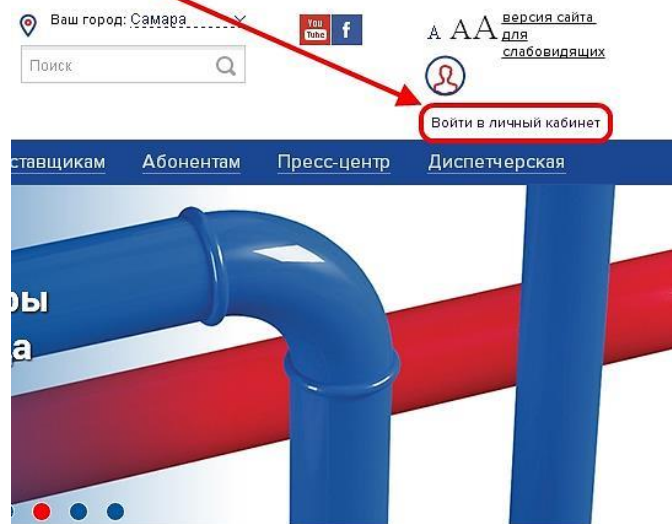 Ваш город: Самара
You
Tube
f
А АА
версия сайта
для
слабовидящих
Поиск
Войти в личный кабинет
ставщикам Абонентам Пресс-центр Диспетчерская
ры
а